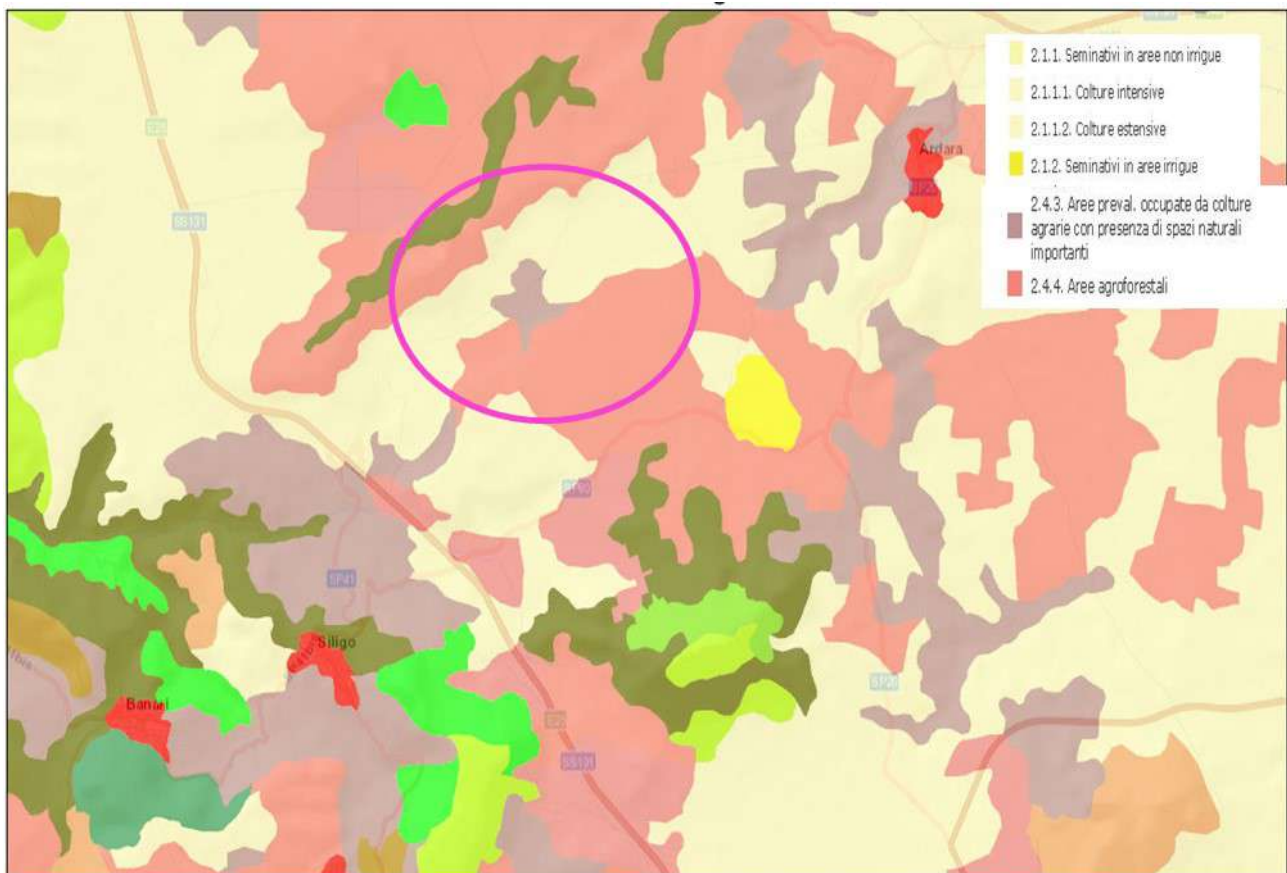 2.1.1. Seminativi in aree non irrigue
2.1.1.1. Colture intensive
2.1.1.2. Colture estensive
2.1.2. Seminativi in aree irrigue
2.4.3. Aree preval. occupate da colture
agrarie con presenza di spazi naturali
importanti
2.4.4. Aree agroforestali
E25
Ardara
SS131
SP41
Siligo
Banari
E25
SS131